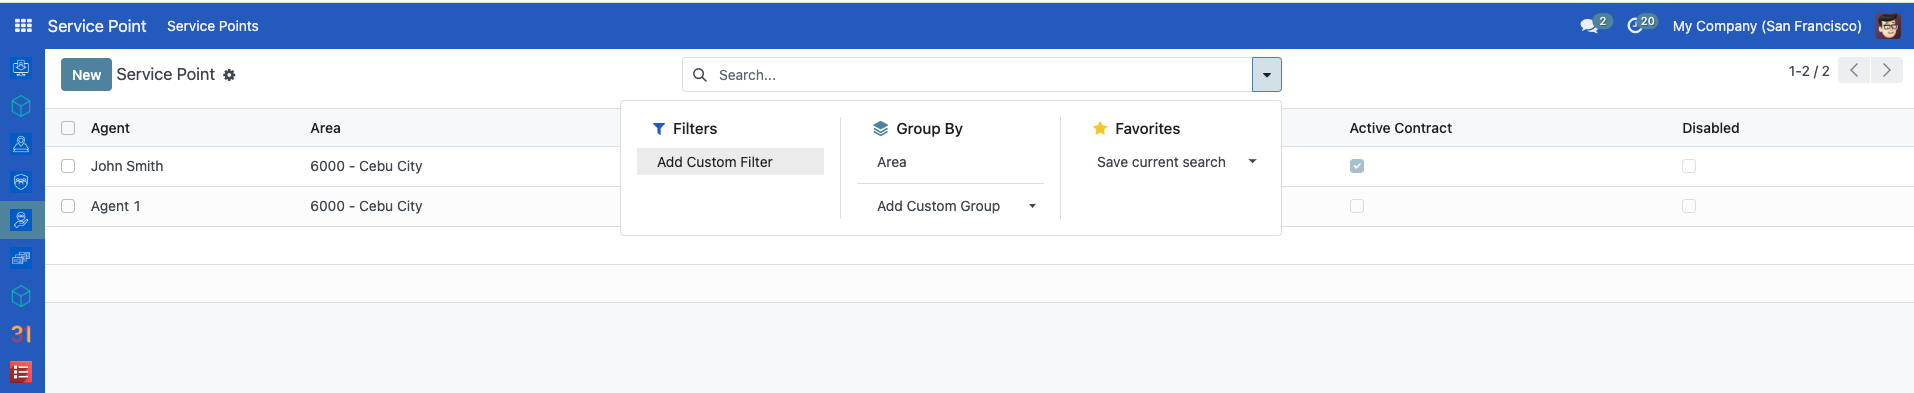 Service Point Service Points 2 20 My Company (San Francisco)
New Service Point Search... 1-2 / 2
Agent Area Filters Group By Favorites Active Contract Disabled
John Smith 6000 - Cebu City Add Custom Filter Area Save current search
Agent 1 6000 - Cebu City Add Custom Group
31